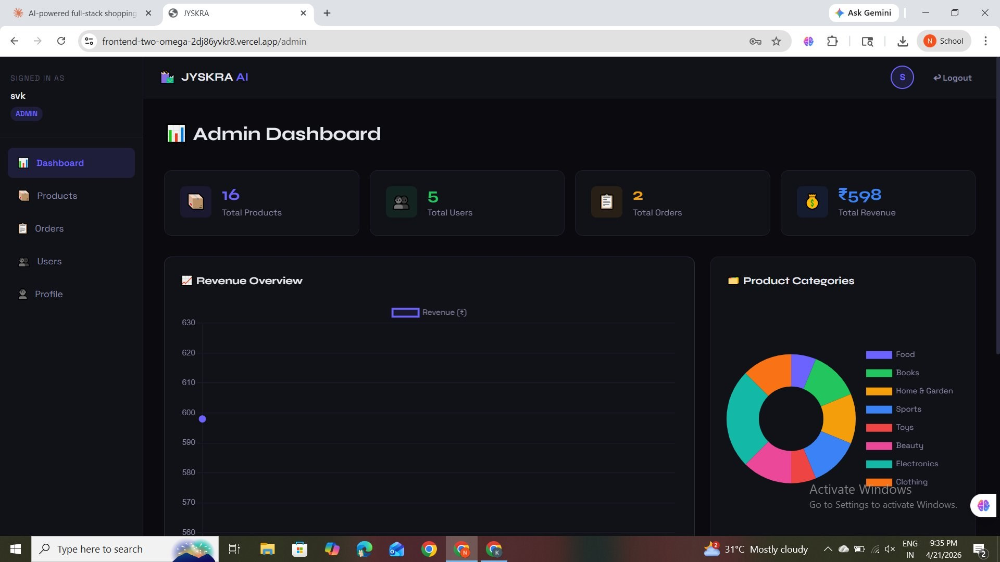 AI-powered full-stack shopping
JYSKRA
Ask Gemini
frontend-two-omega-2dj86yvkr8.vercel.app/admin
N School
SIGNED IN AS
svk
ADMIN
Dashboard
Products
Orders
Users
Profile
JYSKRA AI
S
Logout
Admin Dashboard
16
Total Products
5
Total Users
2
Total Orders
₹598
Total Revenue
Revenue Overview
Revenue (₹)
630
620
610
600
590
580
570
560
Product Categories
Food
Books
Home & Garden
Sports
Toys
Beauty
Electronics
Clothing
Activate Windows
Go to Settings to activate Windows.
Type here to search
N
K
2
31°C Mostly cloudy
ENG
IN
9:35 PM
4/21/2026
2